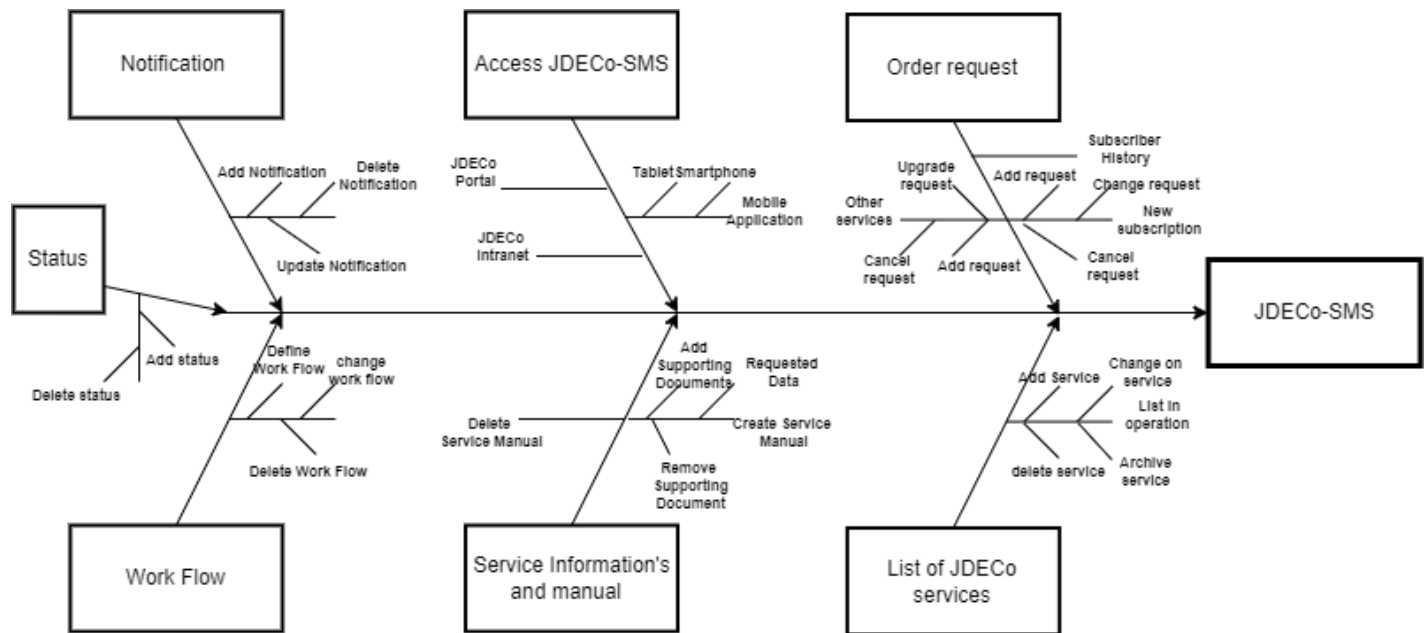 Notification
Access JDECo-SMS
Order request
Subscriber
History
Upgrade
request
Add request
Change request
Other
services
New
subscription
Cancel
request
Add request
Cancel
request
JDECo
Portal
Tablet
Smartphone
Mobile
Application
JDECo
Intranet
Add Notification
Delete
Notification
Update Notification
Status
Add status
Delete status
JDECo-SMS
Define
Work Flow
change
work flow
Delete Work Flow
Add
Supporting
Documents
Requested
Data
Delete
Service Manual
Create Service
Manual
Remove
Supporting
Document
Add Service
Change on
service
List in
operation
delete service
Archive
service
Work Flow
Service Information's
and manual
List of JDECo
services